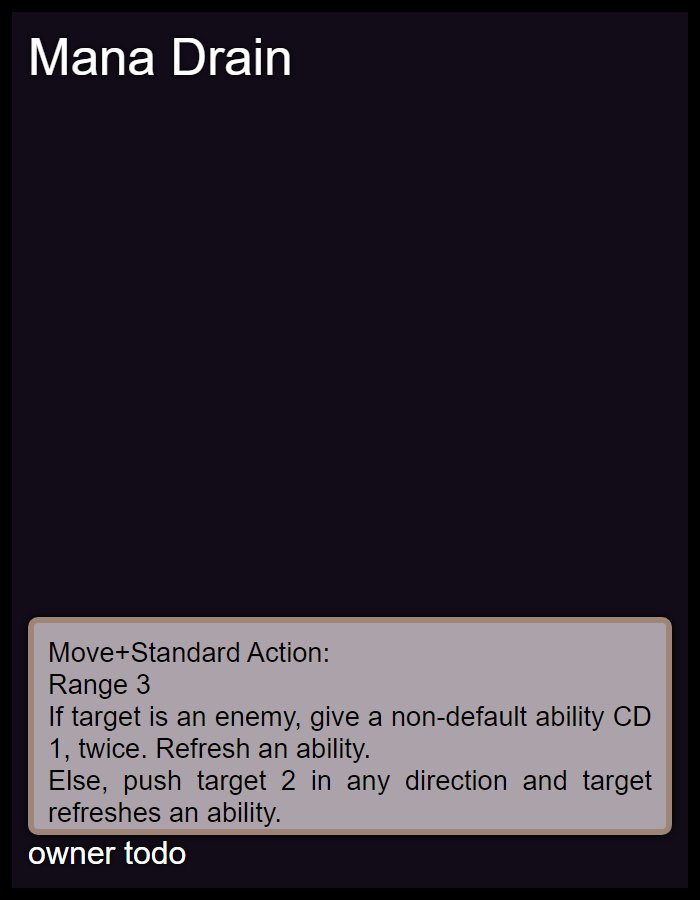 Mana Drain
Move+Standard Action:
Range 3
If target is an enemy, give a non-default ability CD
1, twice. Refresh an ability.
Else, push target 2 in any direction and target
refreshes an ability.
owner todo